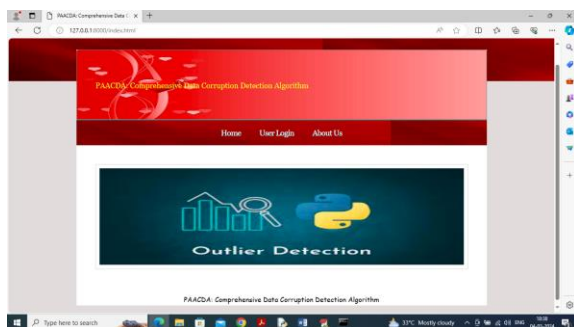 PAACDA: Comprehensive Data C
127.0.0.1:8000/index.html
PAACDA: Comprehensive Data Corruption Detection Algorithm
Home User Login About Us
Outlier Detection
PAACDA: Comprehensive Data Corruption Detection Algorithm
Type here to search
33°C Mostly cloudy
ENG